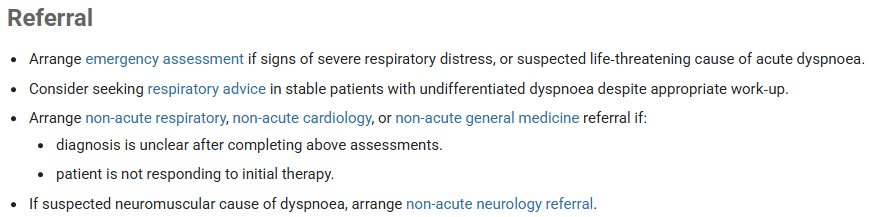 Referral
Arrange emergency assessment if signs of severe respiratory distress, or suspected life-threatening cause of acute dyspnoea.
Consider seeking respiratory advice in stable patients with undifferentiated dyspnoea despite appropriate work-up.
Arrange non-acute respiratory, non-acute cardiology, or non-acute general medicine referral if:
diagnosis is unclear after completing above assessments.
patient is not responding to initial therapy.
If suspected neuromuscular cause of dyspnoea, arrange non-acute neurology referral.